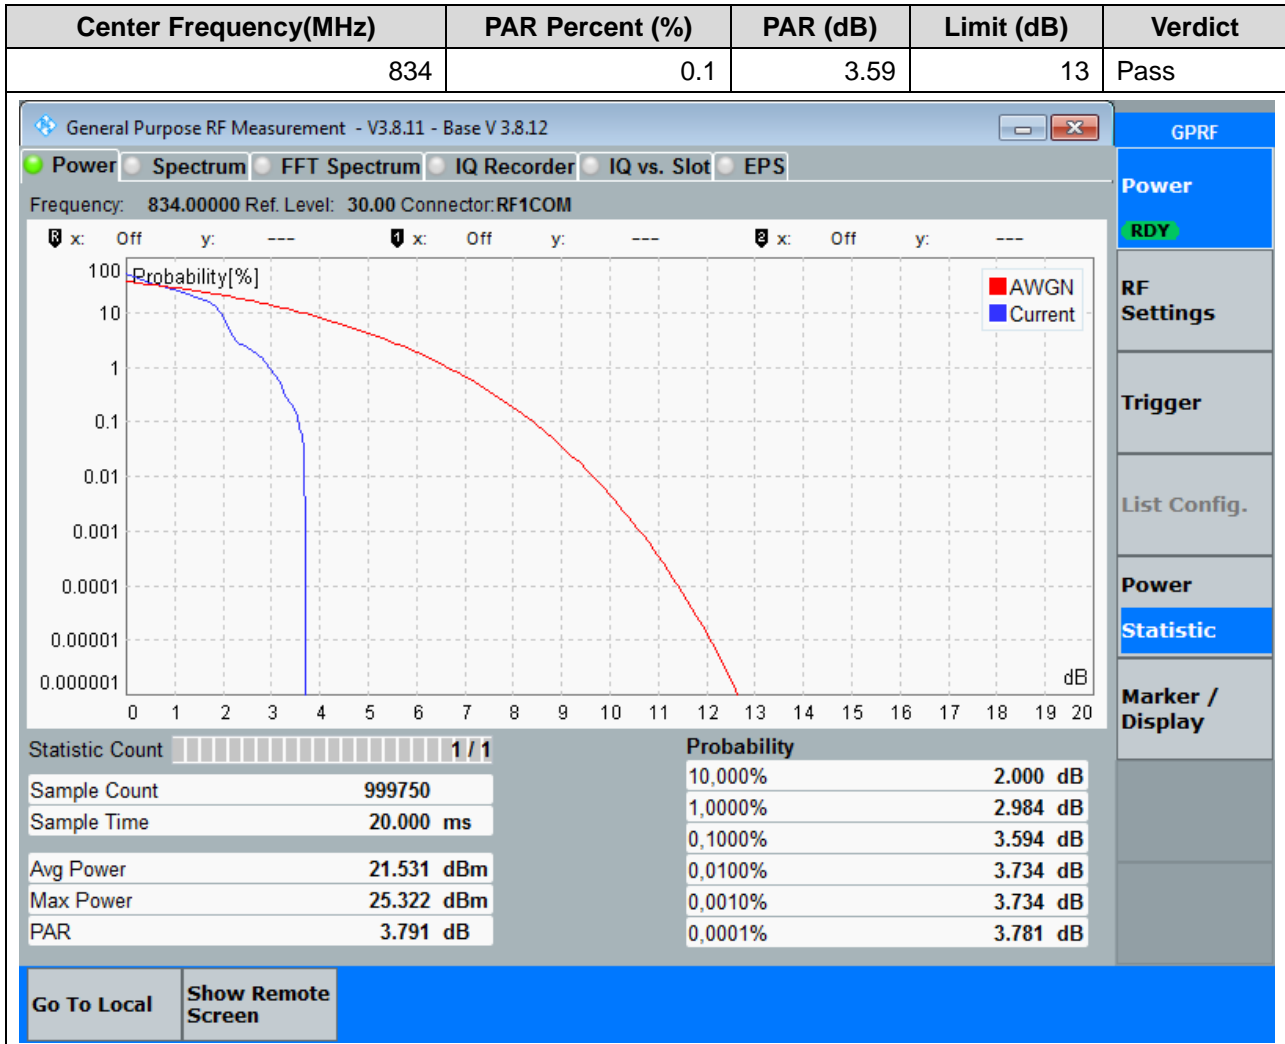 Center Frequency(MHz) PAR Percent (%) PAR (dB) Limit (dB) Verdict
834 0.1 3.59 13 Pass
General Purpose RF Measurement - V3.8.11 - Base V 3.8.12
GPRF
Power Spectrum FFT Spectrum IQ Recorder IQ vs. Slot EPS
Power
RDY
Frequency: 834.00000 Ref. Level: 30.00 Connector:RF1COM
R x: Off y: --- 1 x: Off y: --- 2 x: Off y: ---
Probability[%]
AWGN
Current
100
10
1
0.1
0.01
0.001
0.0001
0.00001
0.000001
dB
0 1 2 3 4 5 6 7 8 9 10 11 12 13 14 15 16 17 18 19 20
RF
Settings
Trigger
List Config.
Power
Statistic
Marker /
Display
Statistic Count 1 / 1
Sample Count 999750
Sample Time 20.000 ms
Avg Power 21.531 dBm
Max Power 25.322 dBm
PAR 3.791 dB
Probability
10,000% 2.000 dB
1,0000% 2.984 dB
0,1000% 3.594 dB
0,0100% 3.734 dB
0,0010% 3.734 dB
0,0001% 3.781 dB
Go To Local
Show Remote
Screen